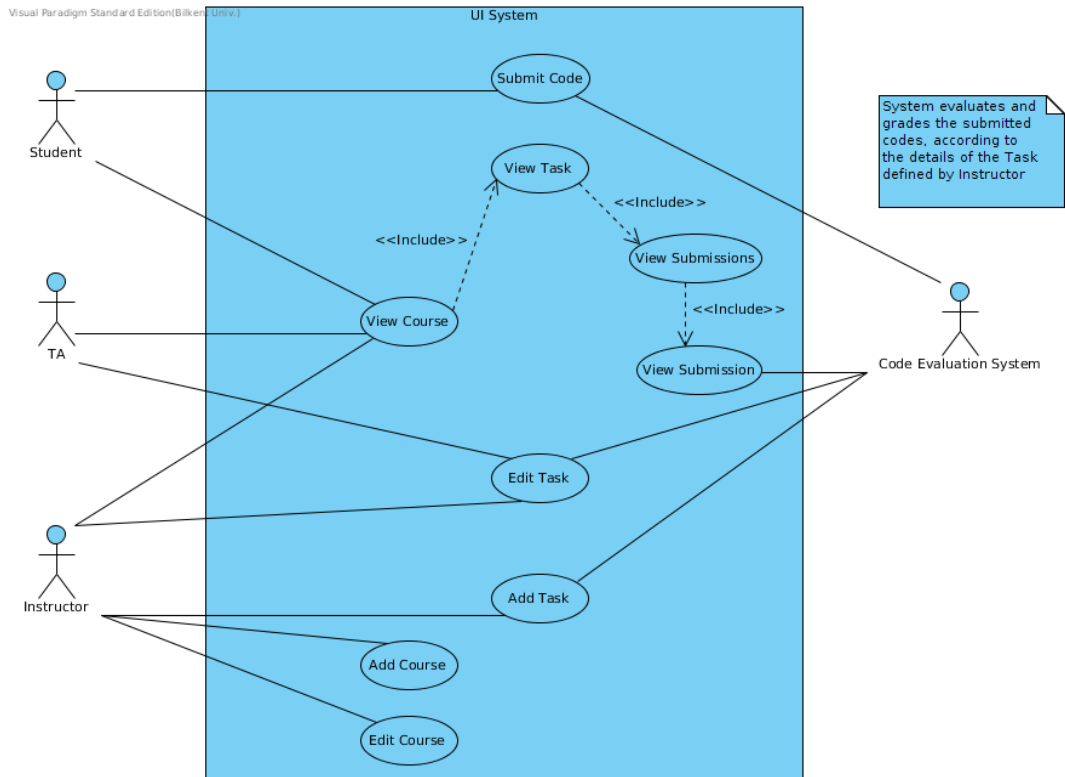 Visual Paradigm Standard Edition(Bilkent Univ.)
UI System
Submit Code
System evaluates and
grades the submitted
codes, according to
the details of the Task
defined by Instructor
Student
View Task
<<Include>>
<<Include>>
View Submissions
TA
View Course
<<Include>>
View Submission
Code Evaluation System
Edit Task
Instructor
Add Task
Add Course
Edit Course